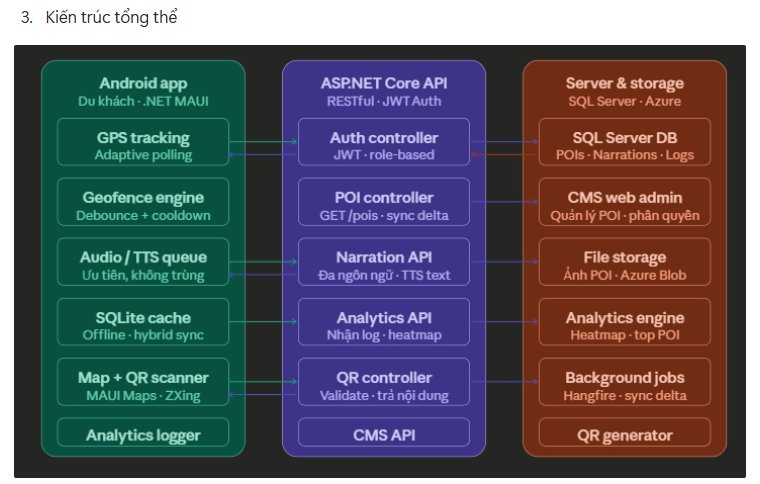 3. Kiến trúc tổng thể
Android app
Du khách · .NET MAUI
GPS tracking
Adaptive polling
Geofence engine
Debounce + cooldown
Audio / TTS queue
Ưu tiên, không trùng
SQLite cache
Offline · hybrid sync
Map + QR scanner
MAUI Maps · ZXing
Analytics logger
ASP.NET Core API
RESTful · JWT Auth
Auth controller
JWT · role-based
POI controller
GET /pois · sync delta
Narration API
Đa ngôn ngữ · TTS text
Analytics API
Nhận log · heatmap
QR controller
Validate · trả nội dung
CMS API
Server & storage
SQL Server · Azure
SQL Server DB
POIs · Narrations · Logs
CMS web admin
Quản lý POI · phân quyền
File storage
Ảnh POI · Azure Blob
Analytics engine
Heatmap · top POI
Background jobs
Hangfire · sync delta
QR generator